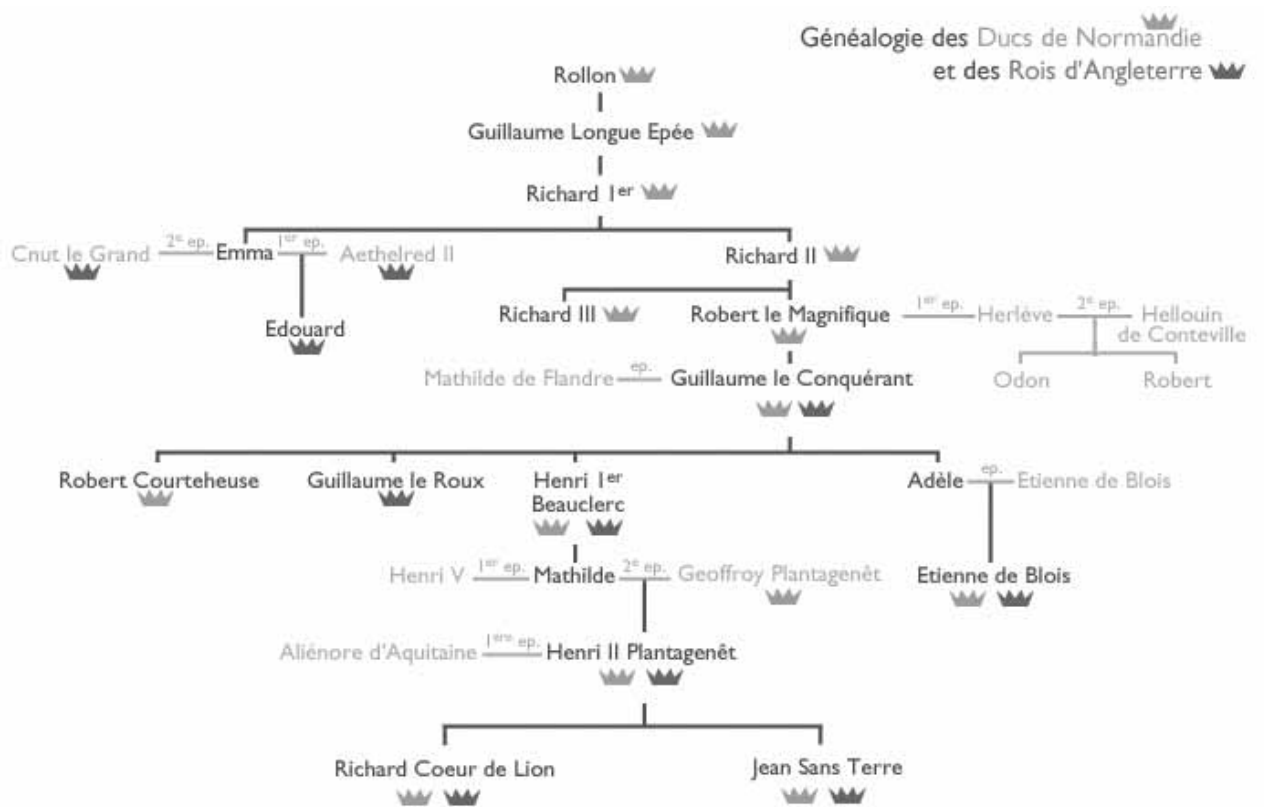 Généalogie des Ducs de Normandie
et des Rois d'Angleterre
Rollon
Guillaume Longue Epée
Richard 1er
Cnut le Grand 2e ep. Emma 1er ep. Aethelred II
Richard II
Edouard
Richard III
Robert le Magnifique 1er ep. Herlève 2e ep. Hellouin
de Conteville
Mathilde de Flandre ep. Guillaume le Conquérant
Odon
Robert
Robert Courteheuse
Guillaume le Roux
Henri 1er
Beauclerc
Adèle ep. Etienne de Blois
Henri V 1er ep. Mathilde 2e ep. Geoffroy Plantagenêt
Etienne de Blois
Aliénore d'Aquitaine 1ere ep. Henri II Plantagenêt
Richard Coeur de Lion
Jean Sans Terre